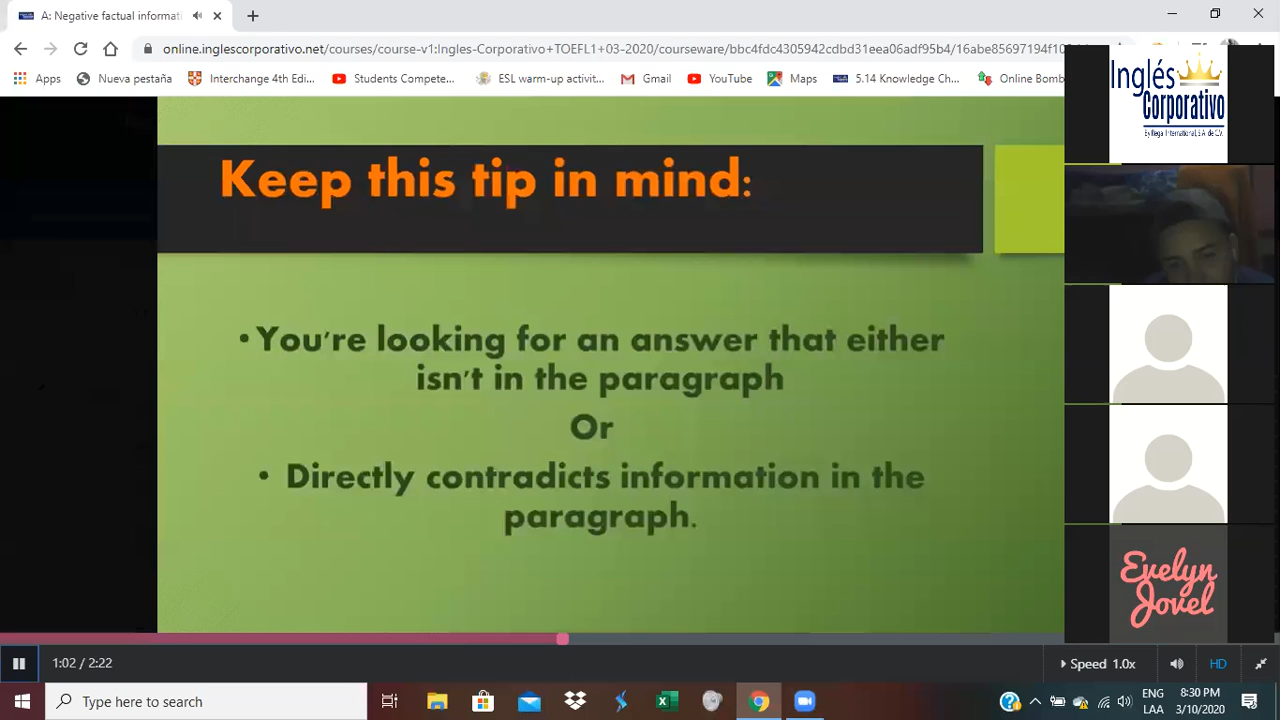 A: Negative factual informati
online.inglescorporativo.net/courses/course-v1:Ingles-Corporativo+TOEFL1+03-2020/courseware/bbc4fdc4305942cdbd31eea06adf95b4/
Apps
Nueva pestaña
Interchange 4th Edi...
Students Compete...
ESL warm-up activit...
Gmail
YouTube
Maps
5.14 Knowledge Ch...
Online Bomb
Inglés
Corporativo
Keep this tip in mind:
• You're looking for an answer that either
isn't in the paragraph
Or
• Directly contradicts information in the
paragraph.
Evelyn
Jovel
1:02 / 2:22
Speed 1.0x
HD
Type here to search
ENG
LAA
8:30 PM
3/10/2020